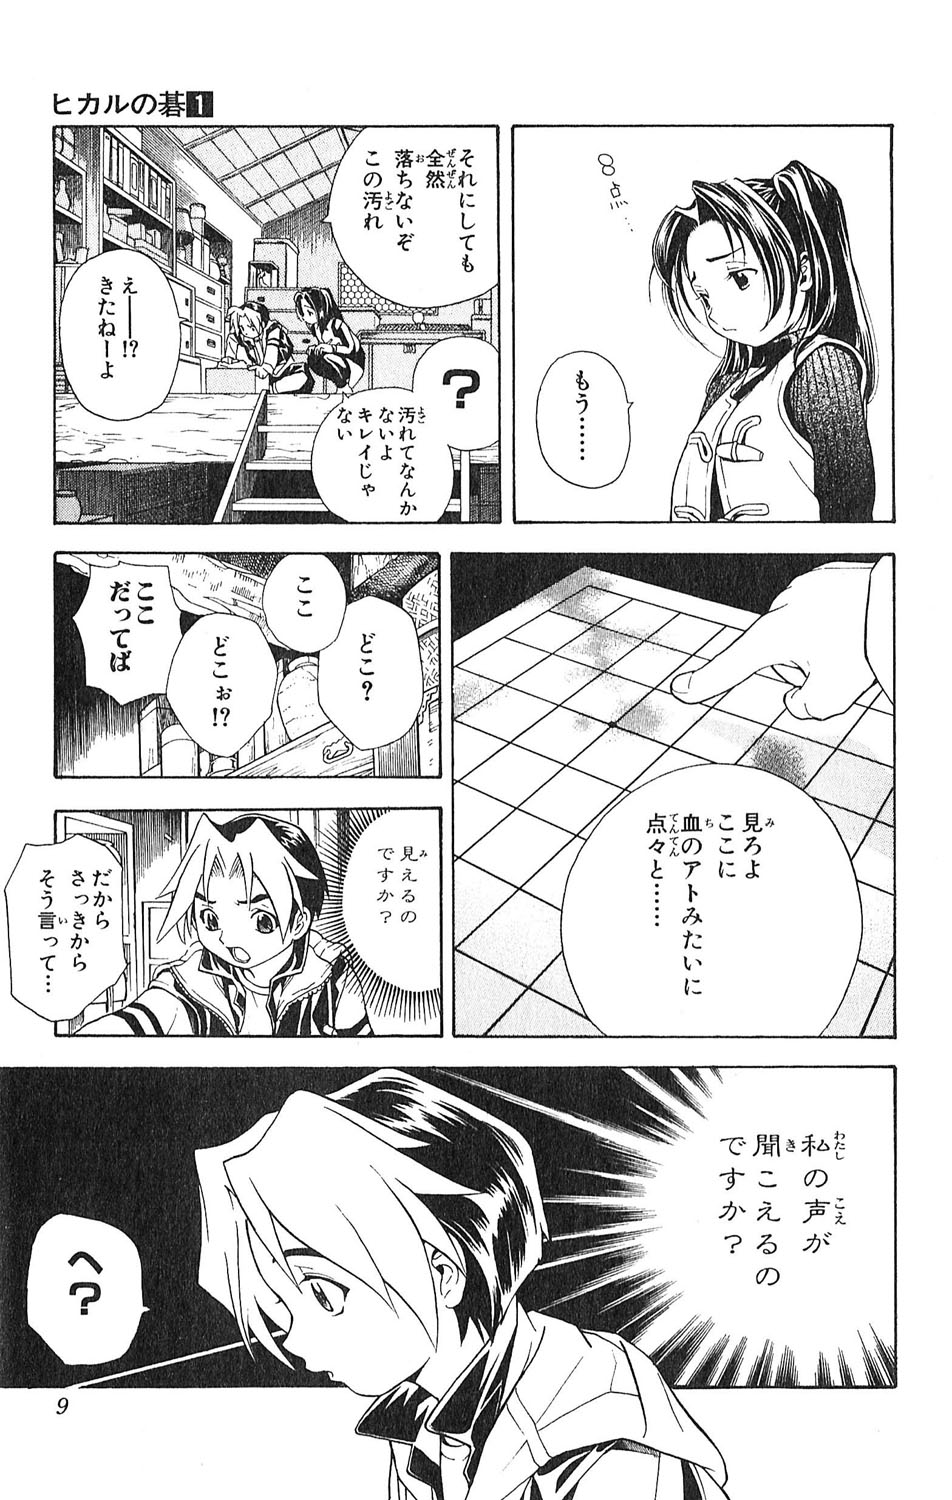 ヒカルの碁1
8点…
もう……
それにしても
全然
落ちないぞ
この汚れ
えーー!?
きたねーよ
?
汚れてなんか
ないよ
キレイじゃ
ない
見ろよ
ここに
血のアトみたいに
点々と……
どこ?
ここ
どこぉ!?
ここ
だってば
見えるの
ですか?
だから
さっきから
そう言って…
私の声が
聞こえるの
ですか?
へ?
9